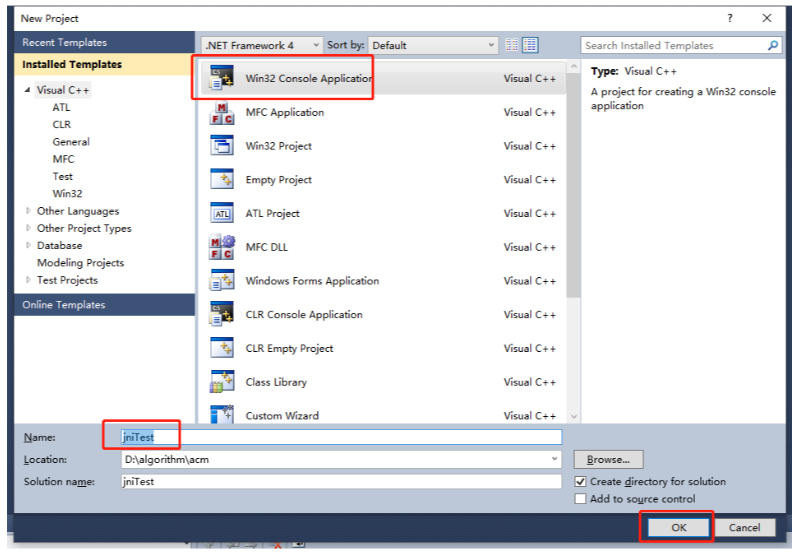 New Project
? ×
Recent Templates
.NET Framework 4 Sort by: Default
Search Installed Templates
Installed Templates
Visual C++
ATL
CLR
General
MFC
Test
Win32
Other Languages
Other Project Types
Database
Modeling Projects
Test Projects
Online Templates
Win32 Console Application Visual C++
MFC Application Visual C++
Win32 Project Visual C++
Empty Project Visual C++
ATL Project Visual C++
MFC DLL Visual C++
Windows Forms Application Visual C++
CLR Console Application Visual C++
CLR Empty Project Visual C++
Class Library Visual C++
Custom Wizard Visual C++
Type: Visual C++
A project for creating a Win32 console
application
Name: jniTest
Location: D:\algorithm\acm
Browse...
Solution name: jniTest
Create directory for solution
Add to source control
OK Cancel